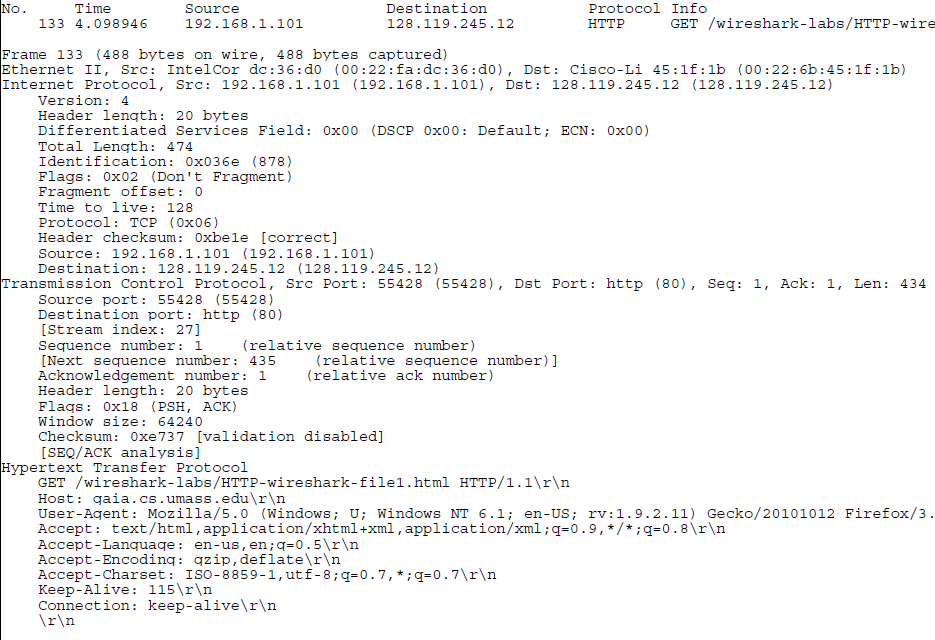 No. Time Source Destination Protocol Info
133 4.098946 192.168.1.101 128.119.245.12 HTTP GET /wireshark-labs/HTTP-wire
Frame 133 (488 bytes on wire, 488 bytes captured)
Ethernet II, Src: IntelCor dc:36:d0 (00:22:fa:dc:36:d0), Dst: Cisco-Li 45:1f:1b (00:22:6b:45:1f:1b)
Internet Protocol, Src: 192.168.1.101 (192.168.1.101), Dst: 128.119.245.12 (128.119.245.12)
Version: 4
Header length: 20 bytes
Differentiated Services Field: 0x00 (DSCP 0x00: Default; ECN: 0x00)
Total Length: 474
Identification: 0x036e (878)
Flags: 0x02 (Don't Fragment)
Fragment offset: 0
Time to live: 128
Protocol: TCP (0x06)
Header checksum: 0xbe1e [correct]
Source: 192.168.1.101 (192.168.1.101)
Destination: 128.119.245.12 (128.119.245.12)
Transmission Control Protocol, Src Port: 55428 (55428), Dst Port: http (80), Seq: 1, Ack: 1, Len: 434
Source port: 55428 (55428)
Destination port: http (80)
[Stream index: 27]
Sequence number: 1 (relative sequence number)
[Next sequence number: 435 (relative sequence number)]
Acknowledgement number: 1 (relative ack number)
Header length: 20 bytes
Flags: 0x18 (PSH, ACK)
Window size: 64240
Checksum: 0xe737 [validation disabled]
[SEQ/ACK analysis]
Hypertext Transfer Protocol
GET /wireshark-labs/HTTP-wireshark-file1.html HTTP/1.1\r\n
Host: gaia.cs.umass.edu\r\n
User-Agent: Mozilla/5.0 (Windows; U; Windows NT 6.1; en-US; rv:1.9.2.11) Gecko/20101012 Firefox/3.
Accept: text/html,application/xhtml+xml,application/xml;q=0.9,*/*;q=0.8\r\n
Accept-Language: en-us,en;q=0.5\r\n
Accept-Encoding: gzip,deflate\r\n
Accept-Charset: ISO-8859-1,utf-8;q=0.7,*;q=0.7\r\n
Keep-Alive: 115\r\n
Connection: keep-alive\r\n
\r\n